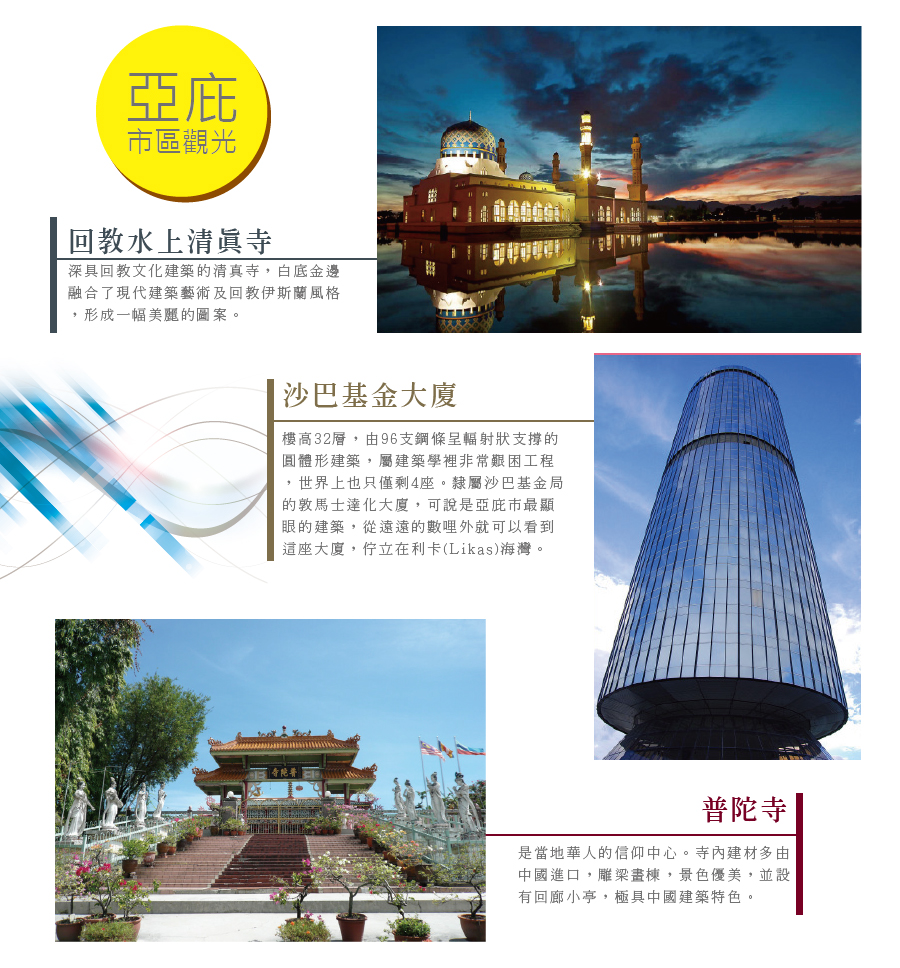 亞庇
市區觀光
回教水上清眞寺
深具回教文化建築的清真寺，白底金邊
融合了現代建築藝術及回教伊斯蘭風格
，形成一幅美麗的圖案。
沙巴基金大廈
樓高32層，由96支鋼條呈輻射狀支撐的
圓體形建築，屬建築學裡非常艱困工程
，世界上也只僅剩4座。隸屬沙巴基金局
的敦馬士達化大廈，可說是亞庇市最顯
眼的建築，從遠遠的數哩外就可以看到
這座大廈，佇立在利卡(Likas)海灣。
寺陀普
普陀寺
是當地華人的信仰中心。寺內建材多由
中國進口，雕梁畫棟，景色優美，並設
有回廊小亭，極具中國建築特色。